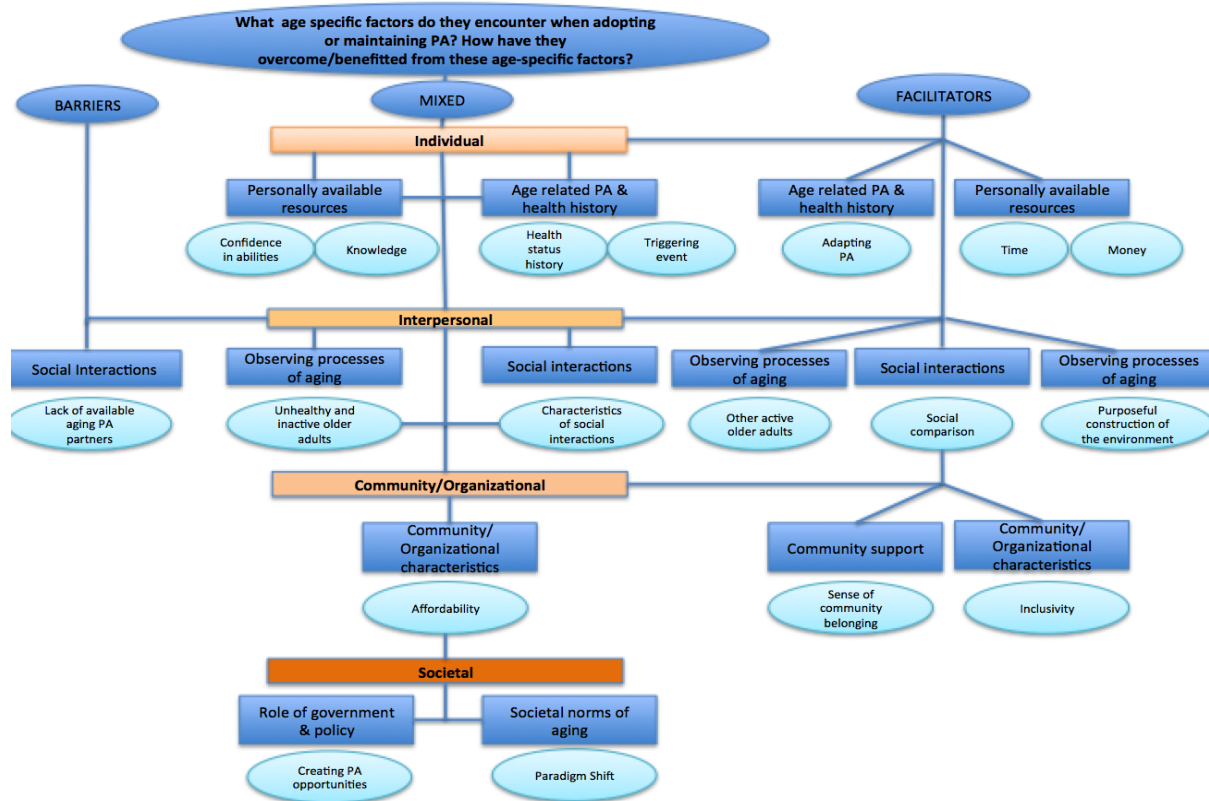 What age specific factors do they encounter when adopting
or maintaining PA? How have they
overcome/benefitted from these age-specific factors?
BARRIERS
MIXED
FACILITATORS
Individual
Personally available
resources
Age related PA &
health history
Age related PA &
health history
Personally available
resources
Confidence
in abilities
Knowledge
Health
status
history
Triggering
event
Adapting
PA
Time
Money
Interpersonal
Social Interactions
Observing processes
of aging
Social interactions
Observing processes
of aging
Social interactions
Observing processes
of aging
Lack of available
aging PA
partners
Unhealthy and
inactive older
adults
Characteristics
of social
interactions
Other active
older adults
Social
comparison
Purposeful
construction of
the environment
Community/Organizational
Community/
Organizational
characteristics
Community support
Community/
Organizational
characteristics
Affordability
Sense of
community
belonging
Inclusivity
Societal
Role of government
& policy
Societal norms of
aging
Creating PA
opportunities
Paradigm Shift